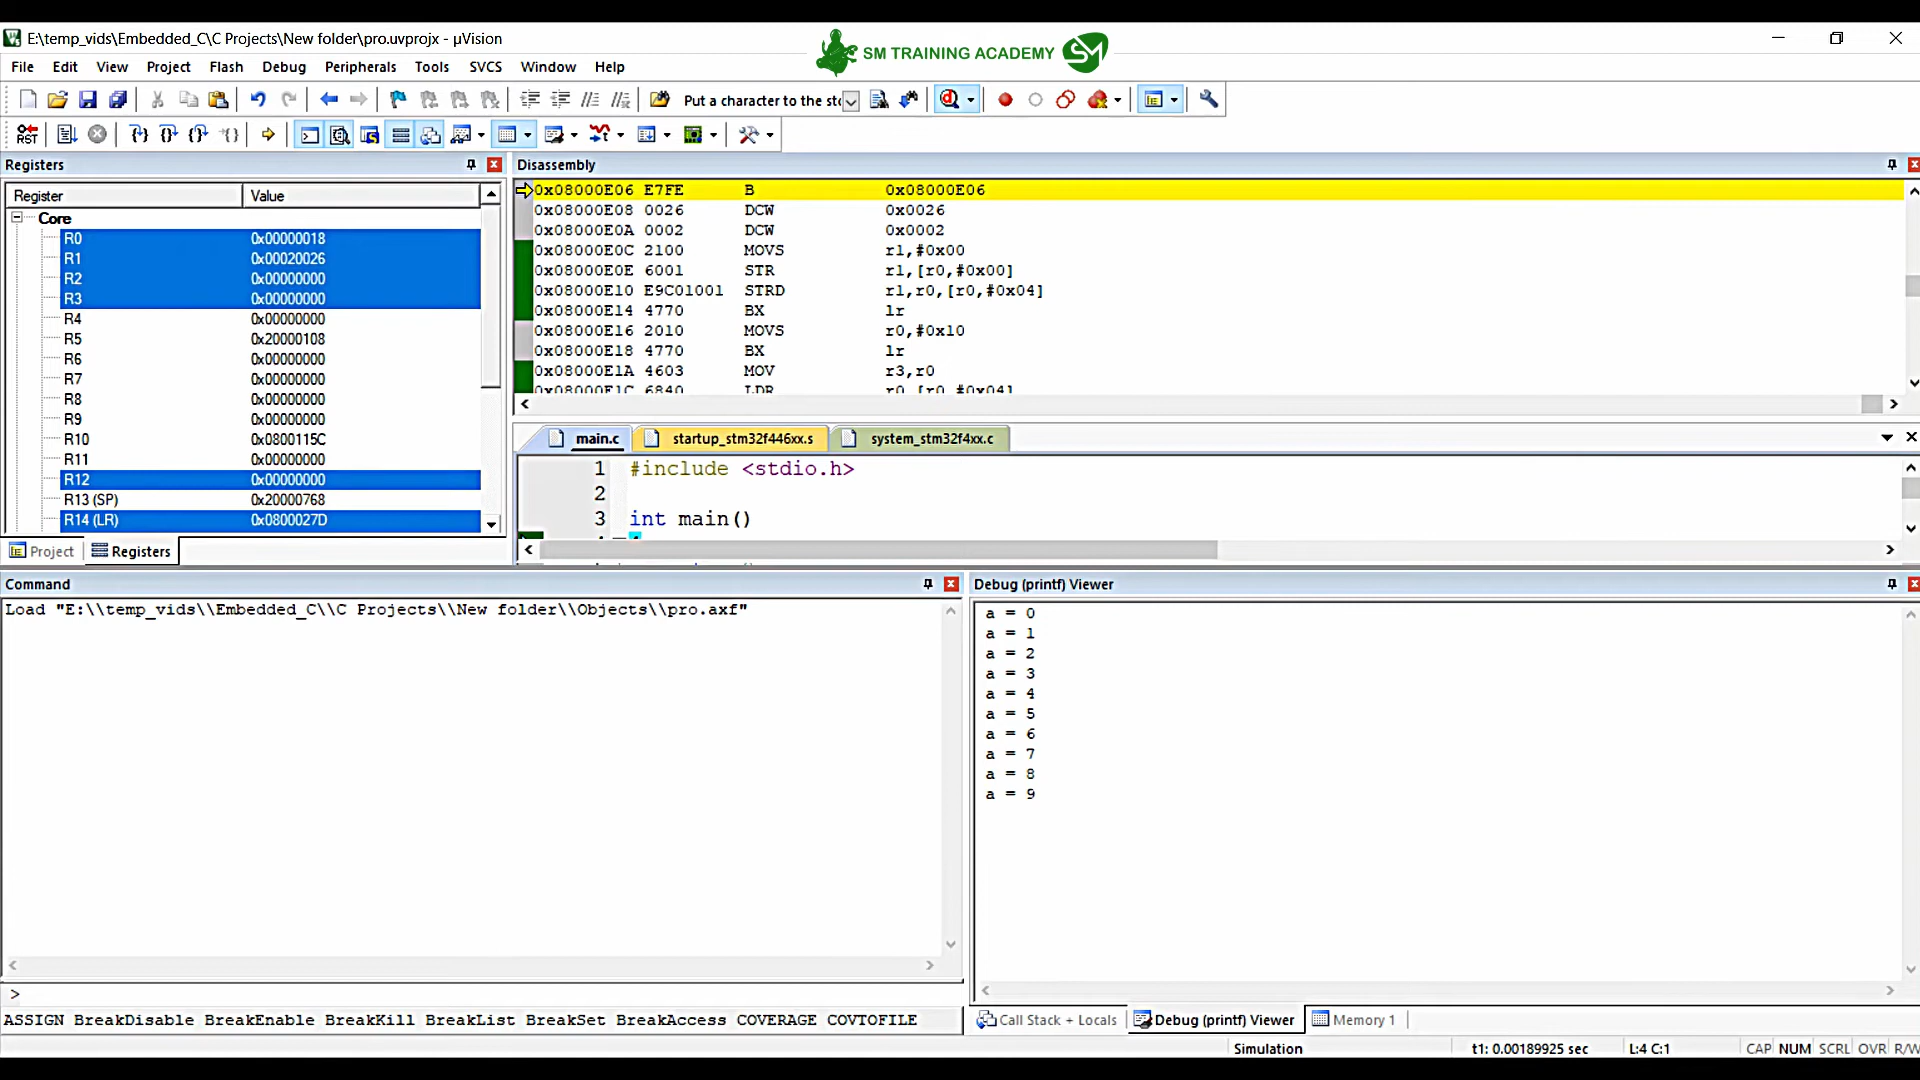 E:\temp_vids\Embedded_C\C Projects\New folder\pro.uvprojx - µVision
SM TRAINING ACADEMY
SM
File Edit View Project Flash Debug Peripherals Tools SVCS Window Help
Put a character to the sto
RST
Registers
Register Value
Core
R0 0x00000018
R1 0x00020026
R2 0x00000000
R3 0x00000000
R4 0x00000000
R5 0x20000108
R6 0x00000000
R7 0x00000000
R8 0x00000000
R9 0x00000000
R10 0x0800115C
R11 0x00000000
R12 0x00000000
R13 (SP) 0x20000768
R14 (LR) 0x0800027D
Project Registers
Disassembly
0x08000E06 E7FE B 0x08000E06
0x08000E08 0026 DCW 0x0026
0x08000E0A 0002 DCW 0x0002
0x08000E0C 2100 MOVS r1,#0x00
0x08000E0E 6001 STR r1,[r0,#0x00]
0x08000E10 E9C01001 STRD r1,r0,[r0,#0x04]
0x08000E14 4770 BX lr
0x08000E16 2010 MOVS r0,#0x10
0x08000E18 4770 BX lr
0x08000E1A 4603 MOV r3,r0
0x08000E1C 6840 LDR r0,[r0,#0x04]
main.c startup_stm32f446xx.s system_stm32f4xx.c
1 #include <stdio.h>
2
3 int main()
Command
Load "E:\\temp_vids\\Embedded_C\\C Projects\\New folder\\Objects\\pro.axf"
>
ASSIGN BreakDisable BreakEnable BreakKill BreakList BreakSet BreakAccess COVERAGE COVTOFILE
Debug (printf) Viewer
a = 0
a = 1
a = 2
a = 3
a = 4
a = 5
a = 6
a = 7
a = 8
a = 9
Call Stack + Locals Debug (printf) Viewer Memory 1
Simulation t1: 0.00189925 sec L:4 C:1 CAP NUM SCRL OVR R/W